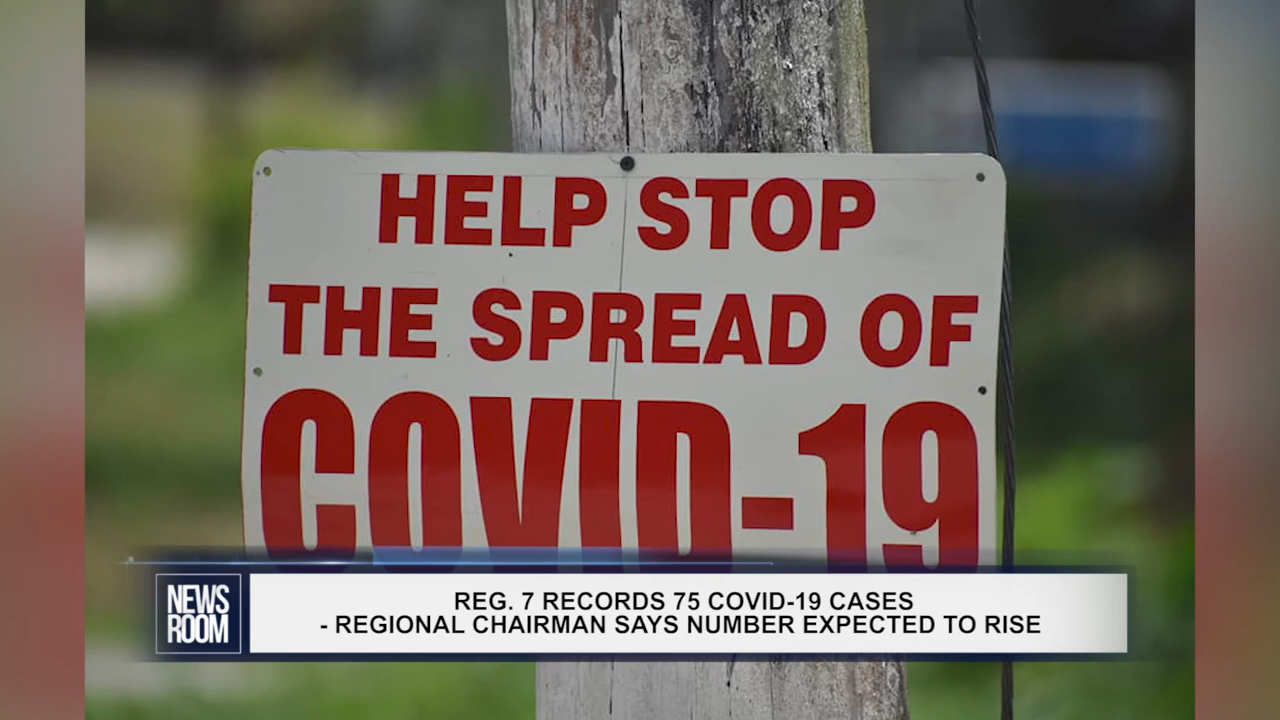 HELP STOP
THE SPREAD OF
COVID-19
NEWS
ROOM
REG. 7 RECORDS 75 COVID-19 CASES
- REGIONAL CHAIRMAN SAYS NUMBER EXPECTED TO RISE